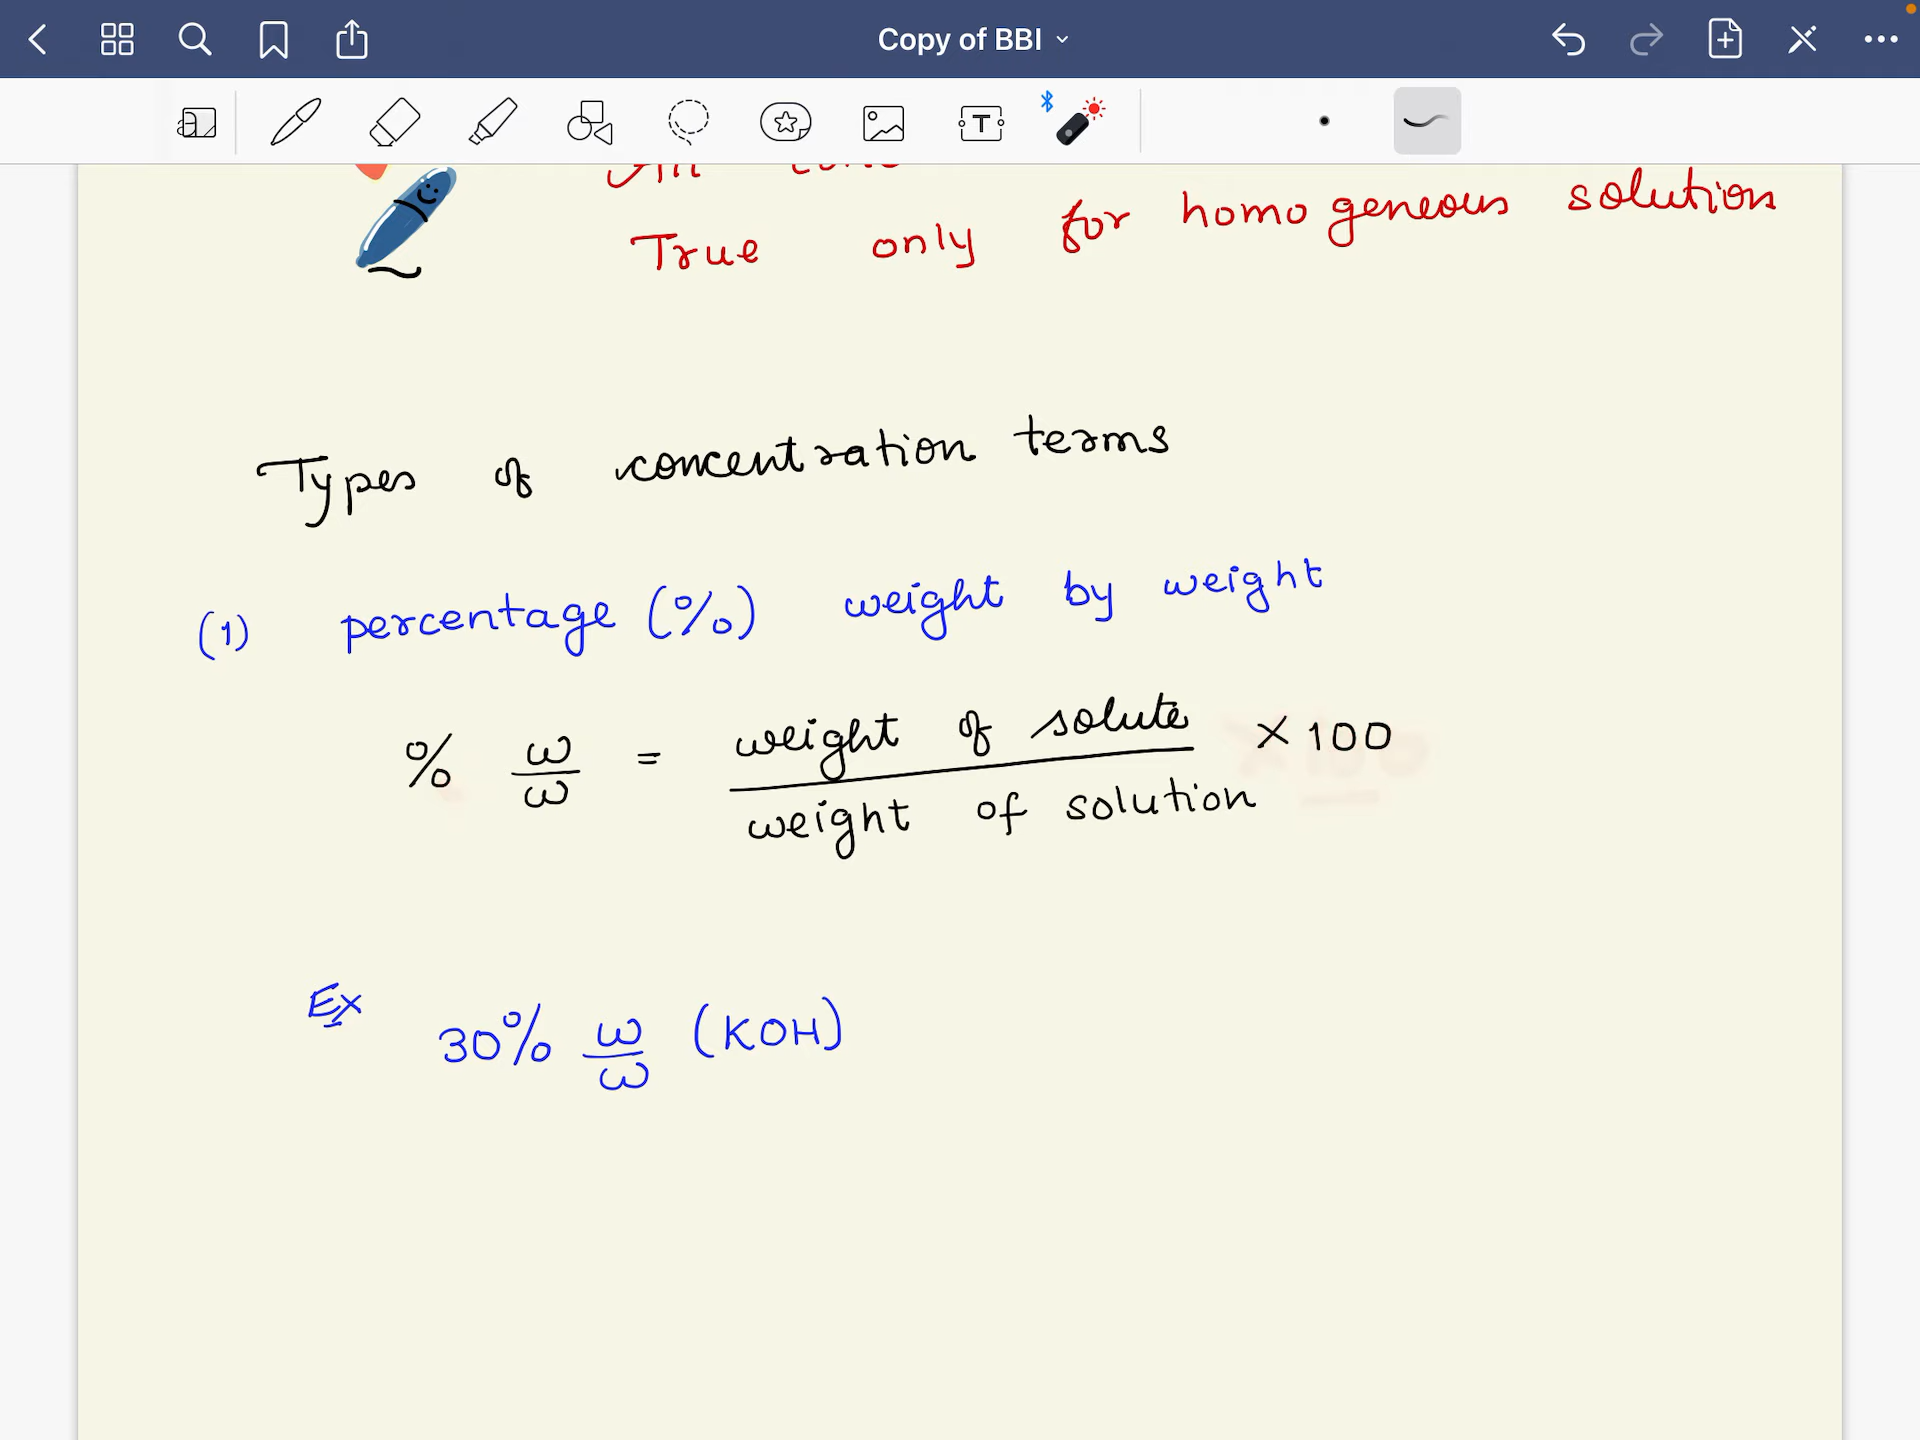 Copy of BBI
True only for homogeneous solution
Types of concentration terms
(1) percentage (%) weight by weight
% w/w = weight of solute / weight of solution × 100
Ex 30% w/w (KOH)